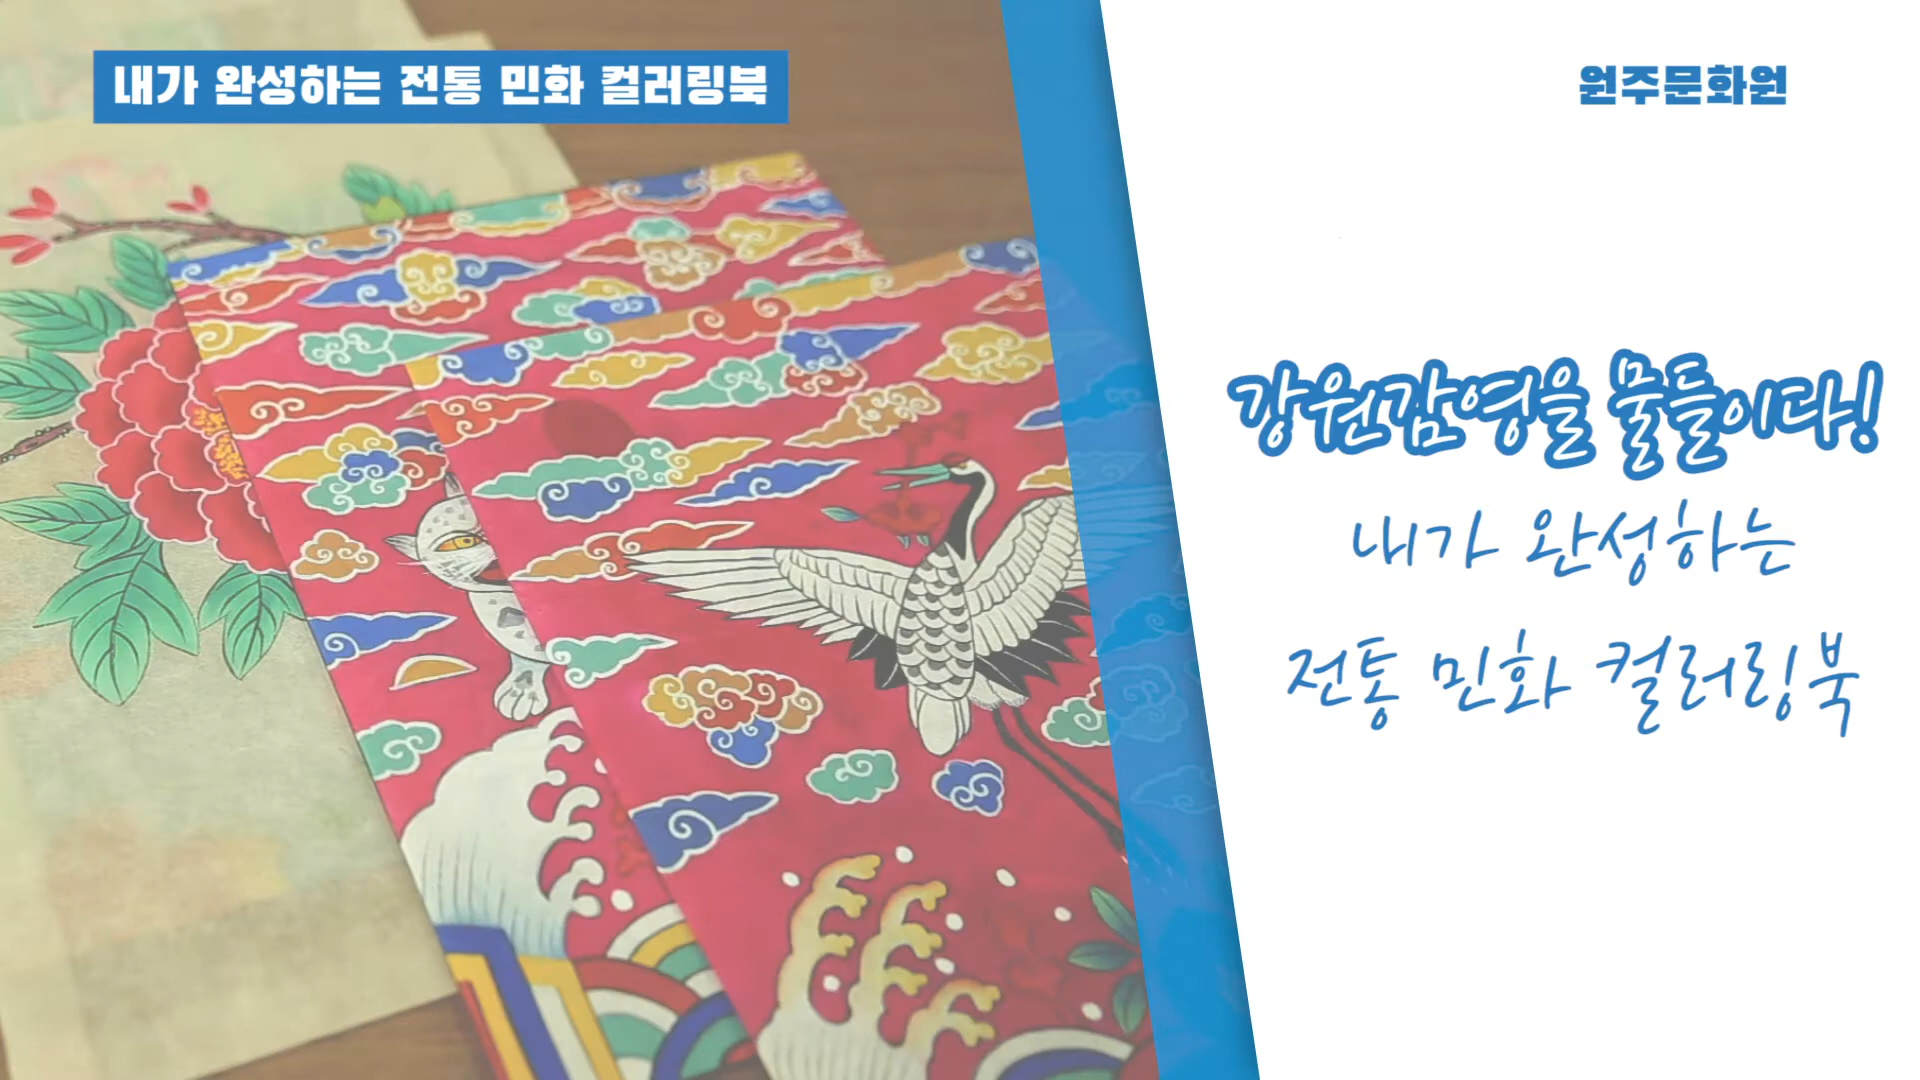 내가 완성하는 전통 민화 컬러링북
원주문화원
강원감영을 물들이다!
내가 완성하는
전통 민화 컬러링북